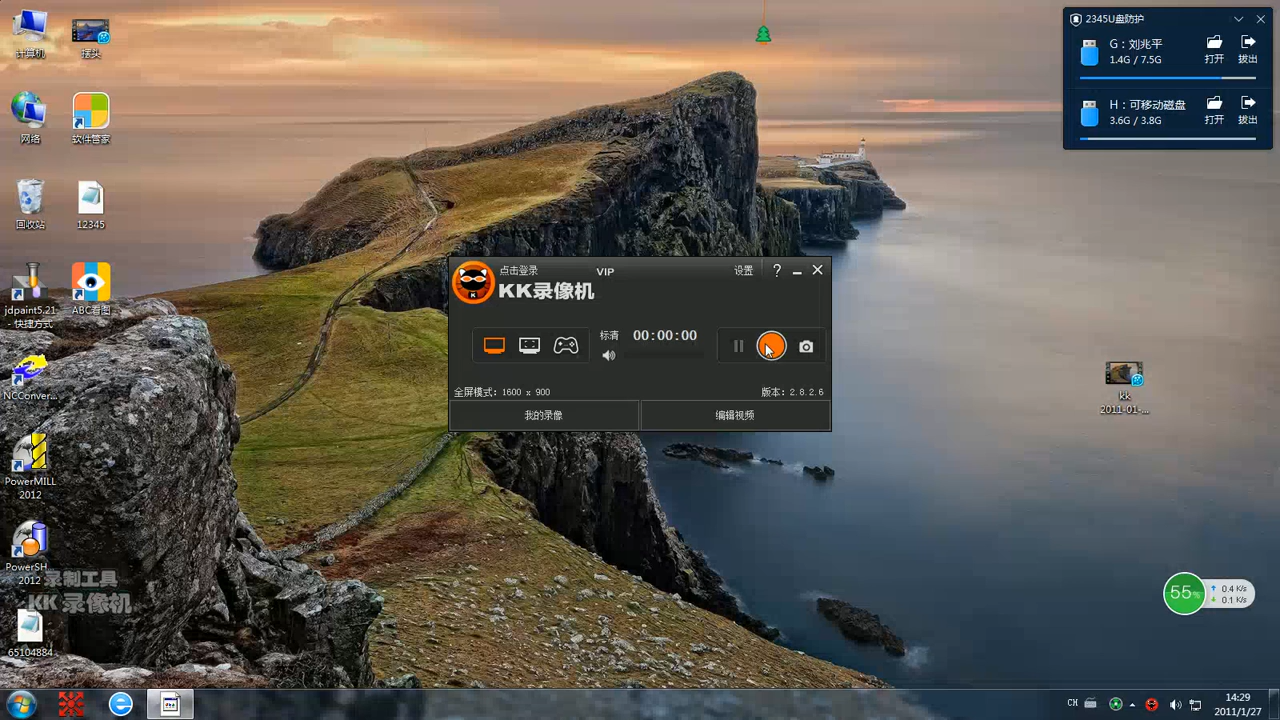 计算机
插头
网络
软件管家
回收站
12345
jdpaint5.21
- 快捷方式
ABC看图
NCConver...
PowerMILL
2012
PowerSH...
2012
录制工具
KK 录像机
65104884
点击登录
VIP
设置
?
KK录像机
标清
00:00:00
全屏模式：1600 x 900
版本：2.8.2.6
我的录像
编辑视频
2345U盘防护
G：刘兆平
1.4G / 7.5G
打开
拔出
H：可移动磁盘
3.6G / 3.8G
打开
拔出
kk
2011-01-...
55%
0.4 K/s
0.1 K/s
CH
14:29
2011/1/27